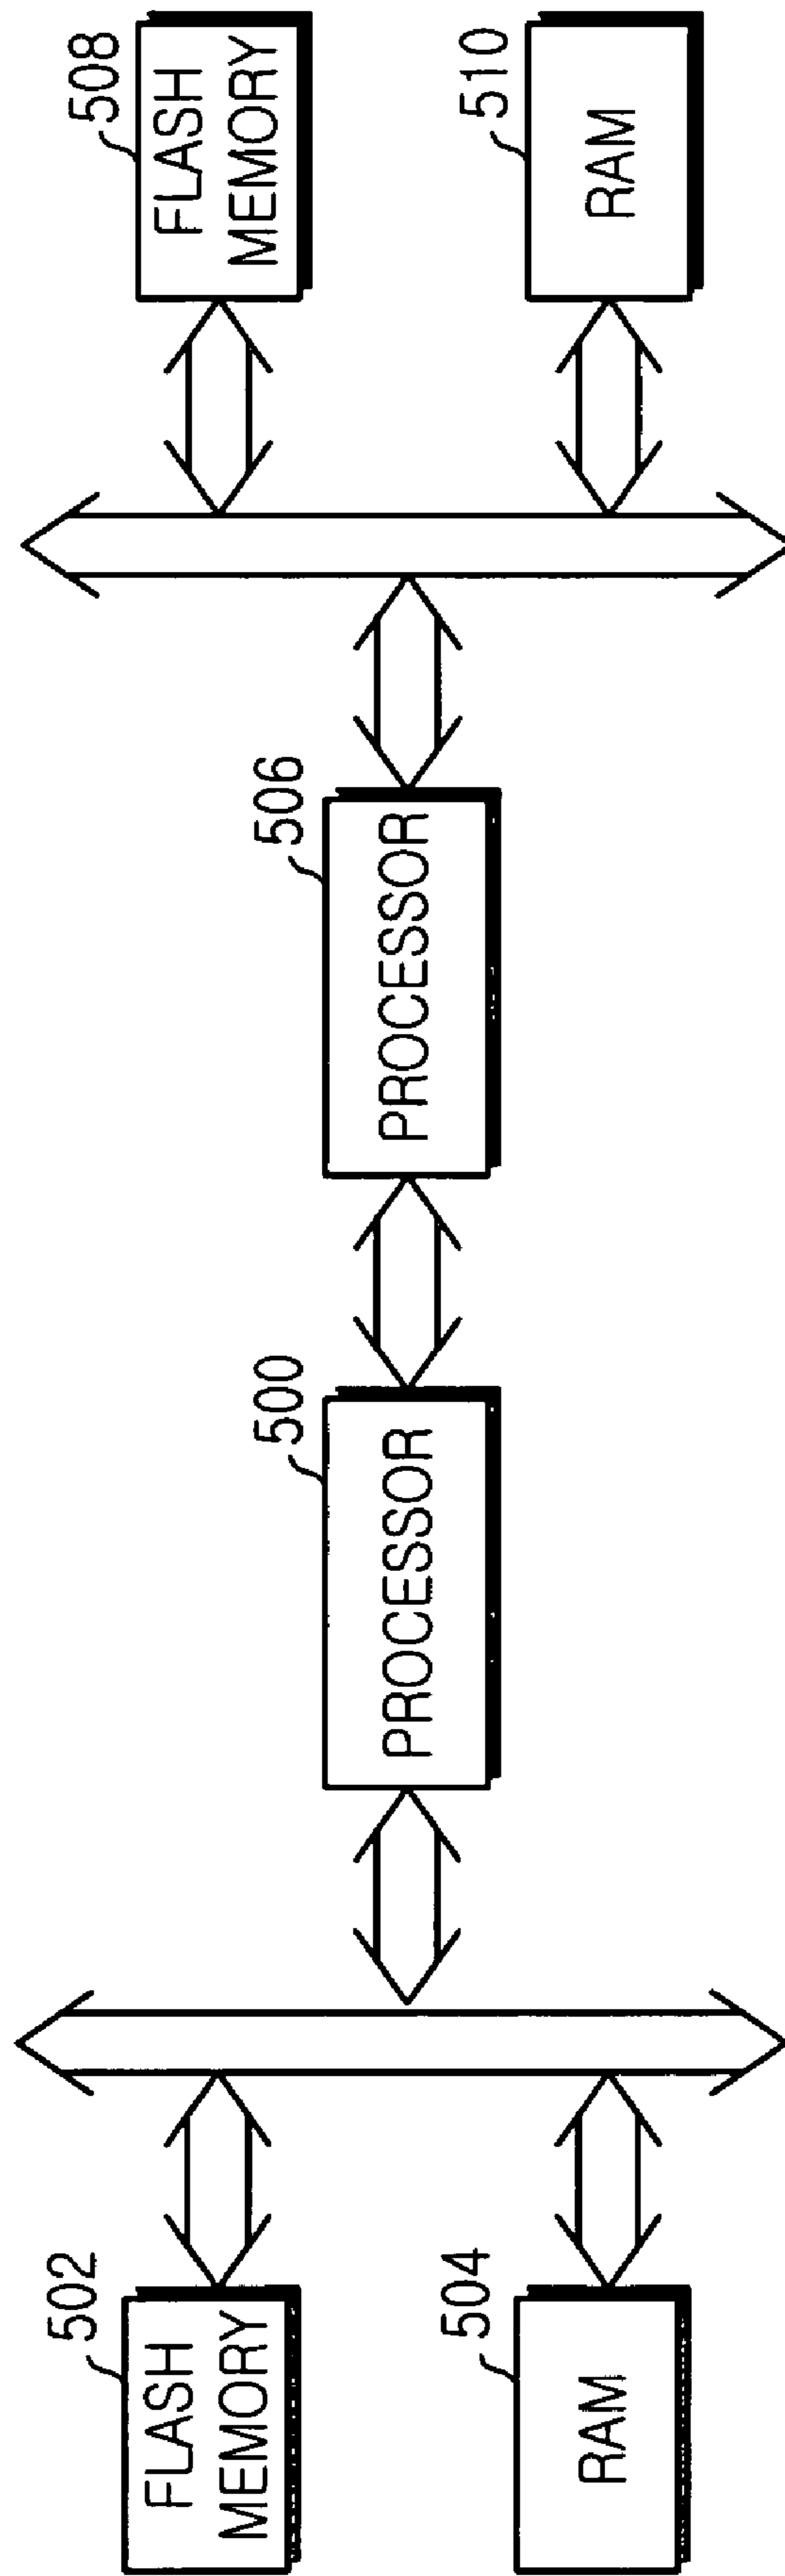 502
FLASH
MEMORY
504
RAM
500
PROCESSOR
506
PROCESSOR
508
FLASH
MEMORY
510
RAM